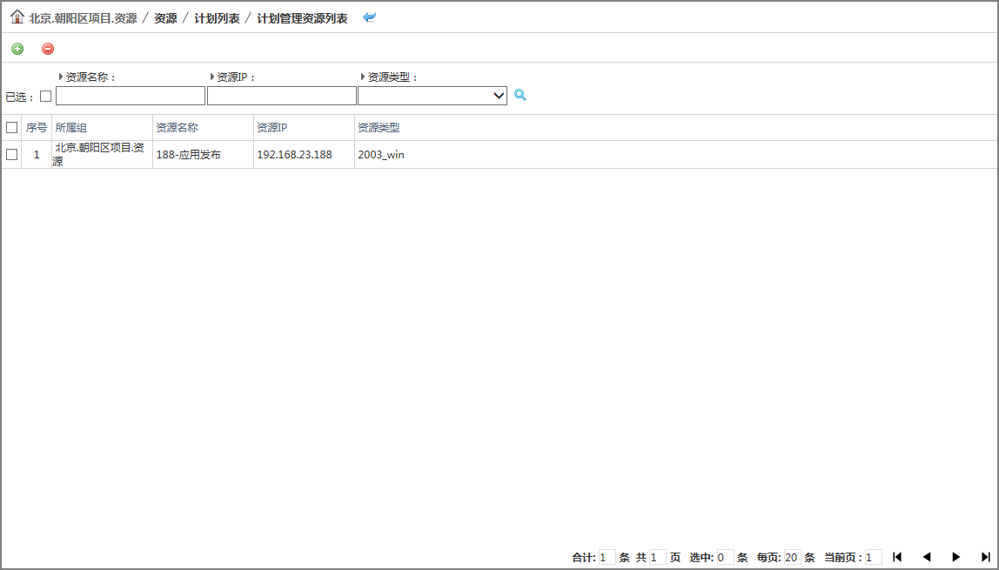 北京.朝阳区项目.资源 / 资源 / 计划列表 / 计划管理资源列表
资源名称： 资源IP： 资源类型：
已选：
序号 所属组 资源名称 资源IP 资源类型
1 北京.朝阳区项目.资源 188-应用发布 192.168.23.188 2003_win
合计: 1 条 共 1 页 选中: 0 条 每页: 20 条 当前页 : 1